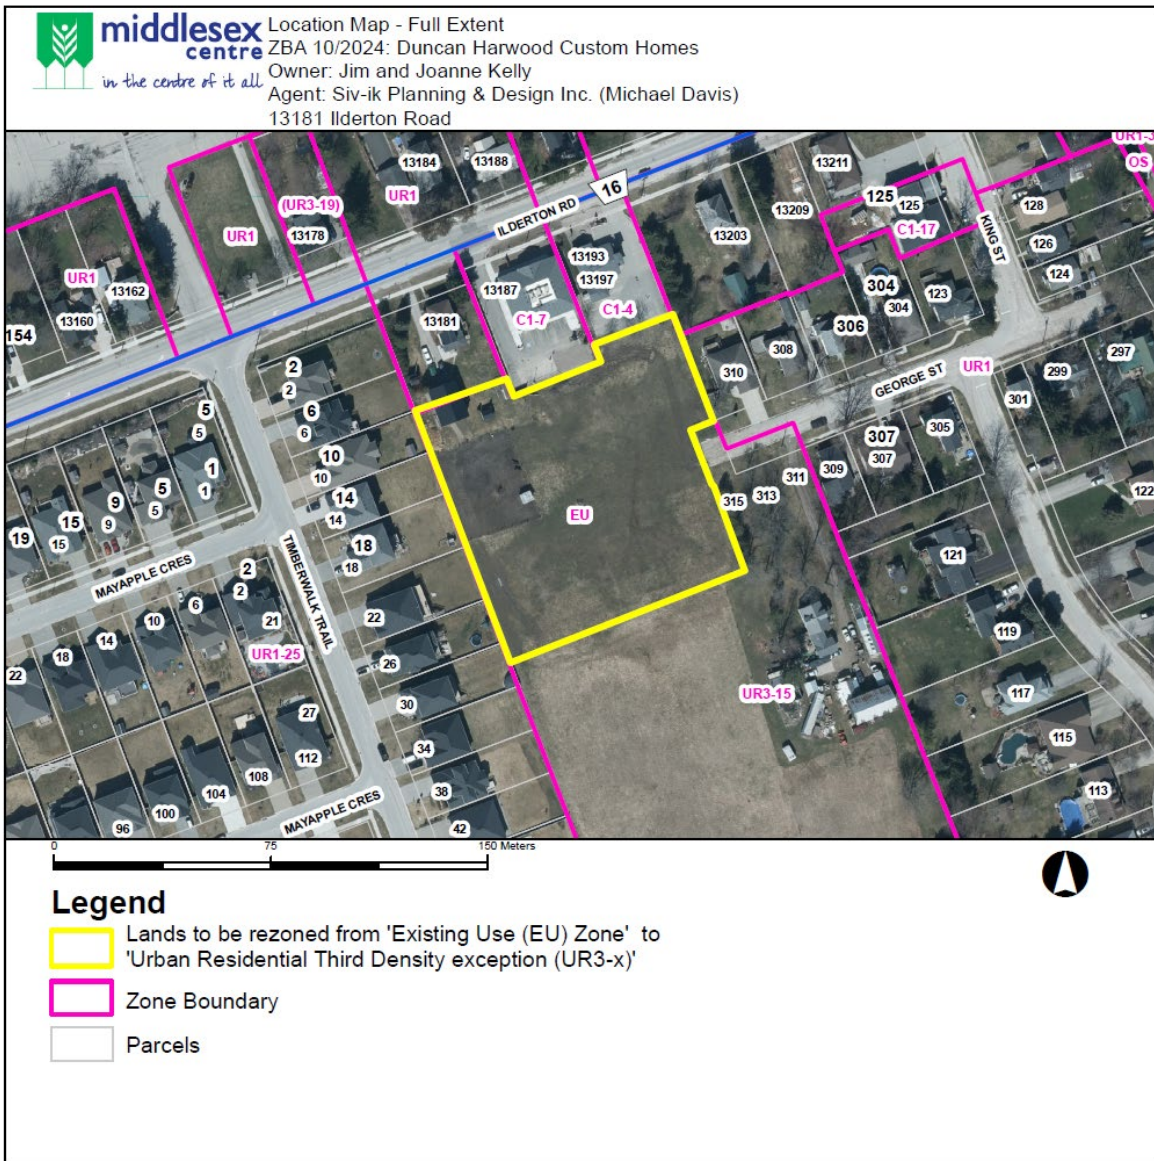 middlesex
centre
in the centre of it all
Location Map - Full Extent
ZBA 10/2024: Duncan Harwood Custom Homes
Owner: Jim and Joanne Kelly
Agent: Siv-ik Planning & Design Inc. (Michael Davis)
13181 Ilderton Road
UR1-3
OS
13184
13188
13211
16
UR1
125
125
128
(UR3-19)
ILDERTON RD
13209
C1-17
KING ST
UR1
13178
13203
126
13193
UR1
13187
13197
304
124
13162
304
123
154
13160
13181
C1-7
C1-4
306
308
310
2
2
UR1
297
299
GEORGE ST
301
5
5
6
6
307
307
305
10
10
1
1
309
9
9
5
5
14
14
311
313
315
122
15
15
19
EU
18
18
121
MAYAPPLE CRES
TIMBERWALK TRAIL
2
2
6
10
21
22
119
14
UR1-25
18
26
22
UR3-15
117
30
27
115
34
112
108
38
104
113
100
MAYAPPLE CRES
96
42
0
75
150 Meters
Legend
Lands to be rezoned from 'Existing Use (EU) Zone' to
'Urban Residential Third Density exception (UR3-x)'
Zone Boundary
Parcels